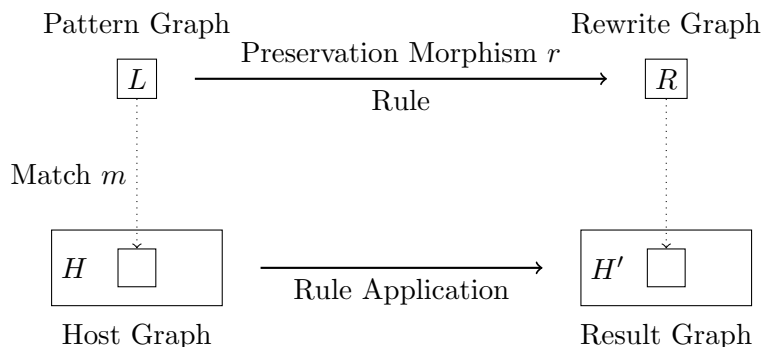 Pattern Graph
Rewrite Graph
Preservation Morphism r
L
R
Rule
Match m
H
H′
Rule Application
Host Graph
Result Graph